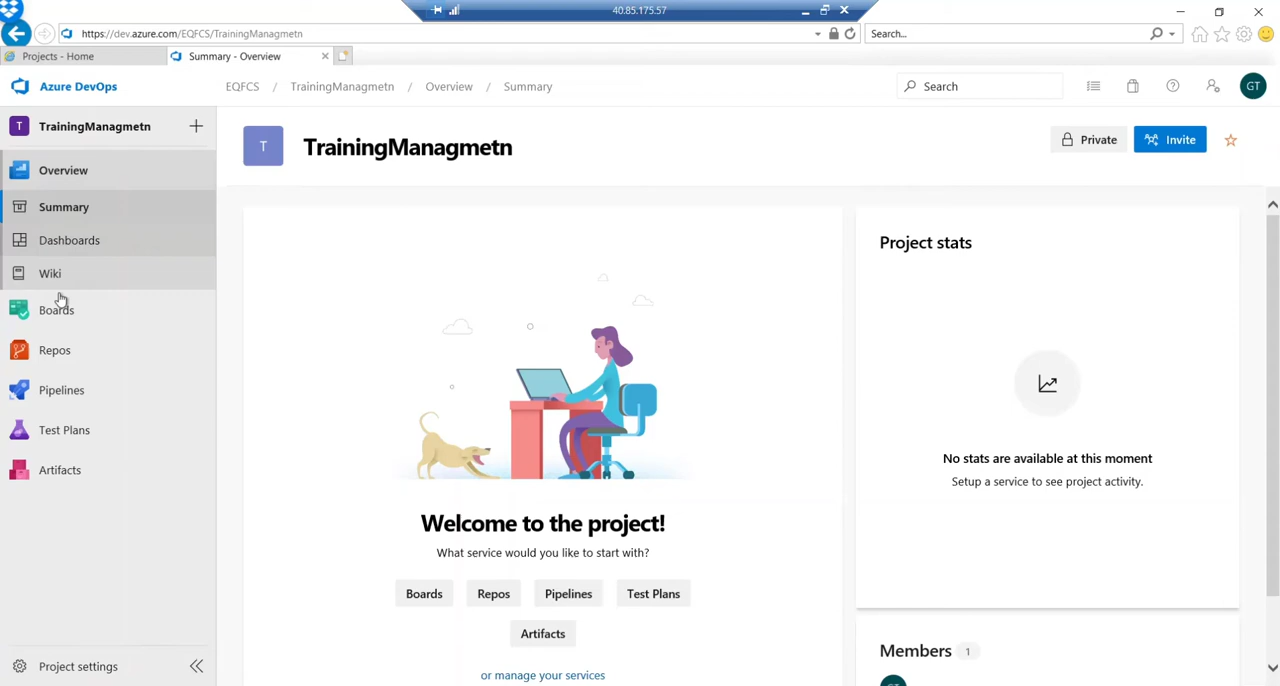 40.85.175.57
https://dev.azure.com/EQFCS/TrainingManagmetn
Search...
Projects - Home
Summary - Overview
Azure DevOps
EQFCS / TrainingManagmetn / Overview / Summary
Search
GT
T TrainingManagmetn
Overview
Summary
Dashboards
Wiki
Boards
Repos
Pipelines
Test Plans
Artifacts
Project settings
T TrainingManagmetn
Private
Invite
Welcome to the project!
What service would you like to start with?
Boards Repos Pipelines Test Plans
Artifacts
or manage your services
Project stats
No stats are available at this moment
Setup a service to see project activity.
Members 1
GT